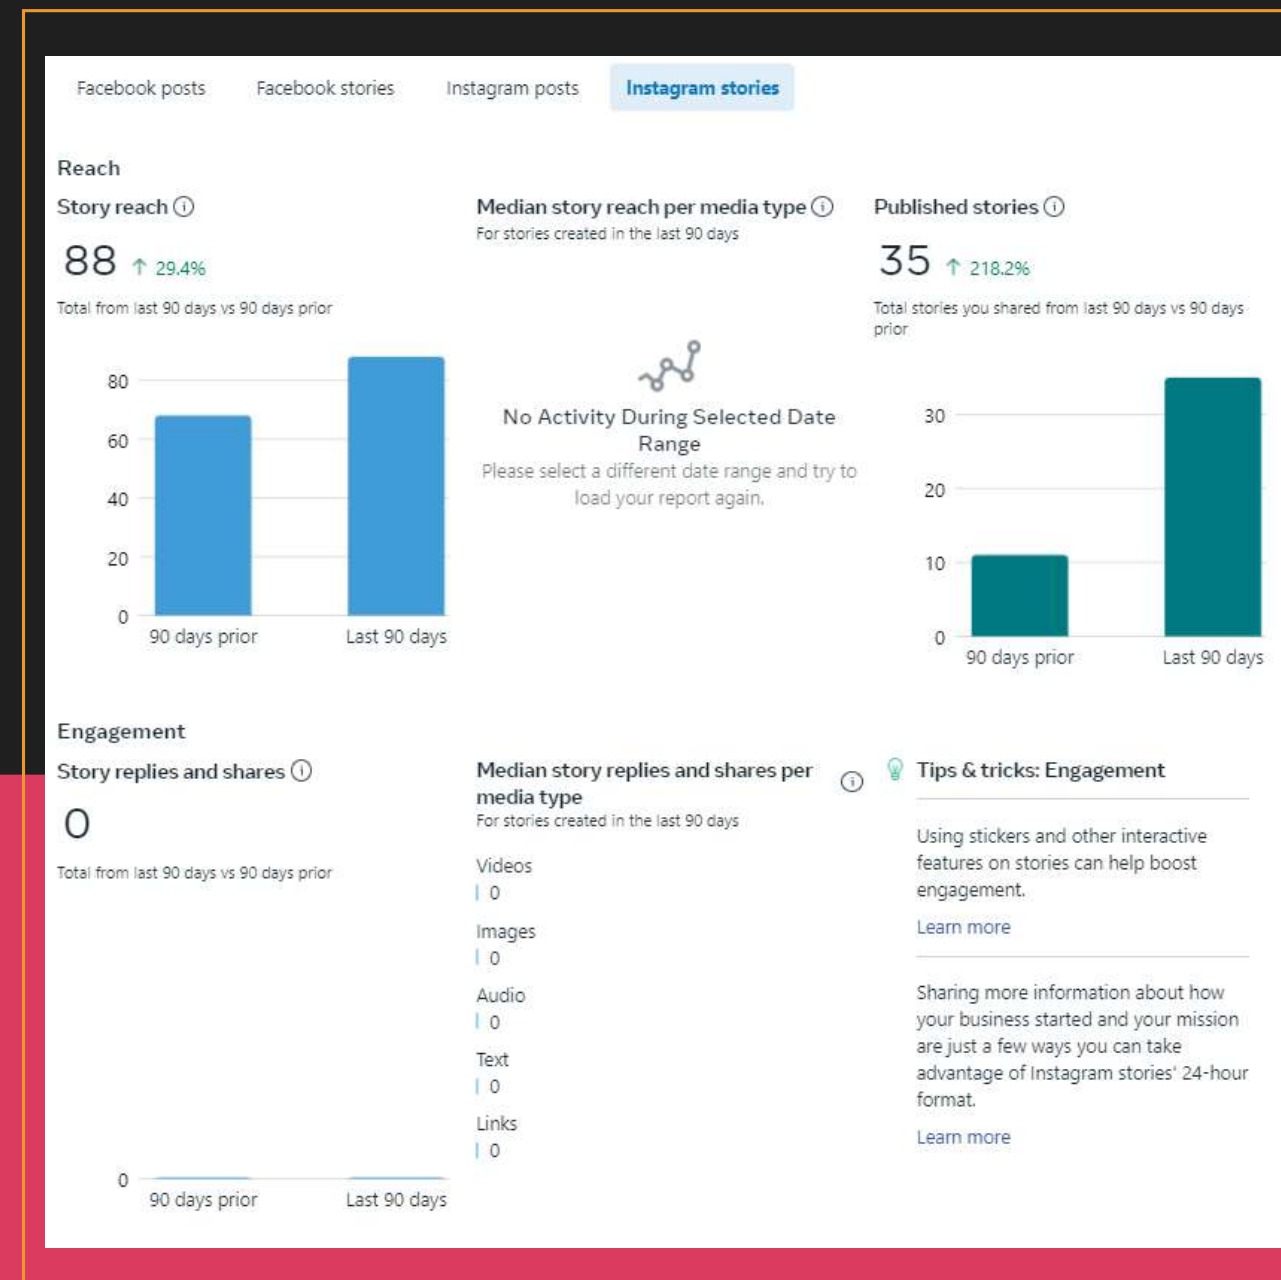 Facebook posts
Facebook stories
Instagram posts
Instagram stories
Reach
Story reach
88 ↑ 29.4%
Total from last 90 days vs 90 days prior
80
60
40
20
0
90 days prior
Last 90 days
Median story reach per media type
For stories created in the last 90 days
No Activity During Selected Date
Range
Please select a different date range and try to
load your report again.
Published stories
35 ↑ 218.2%
Total stories you shared from last 90 days vs 90 days
prior
30
20
10
0
90 days prior
Last 90 days
Engagement
Story replies and shares
0
Total from last 90 days vs 90 days prior
0
90 days prior
Last 90 days
Median story replies and shares per
media type
For stories created in the last 90 days
Videos
0
Images
0
Audio
0
Text
0
Links
0
Tips & tricks: Engagement
Using stickers and other interactive
features on stories can help boost
engagement.
Learn more
Sharing more information about how
your business started and your mission
are just a few ways you can take
advantage of Instagram stories' 24-hour
format.
Learn more